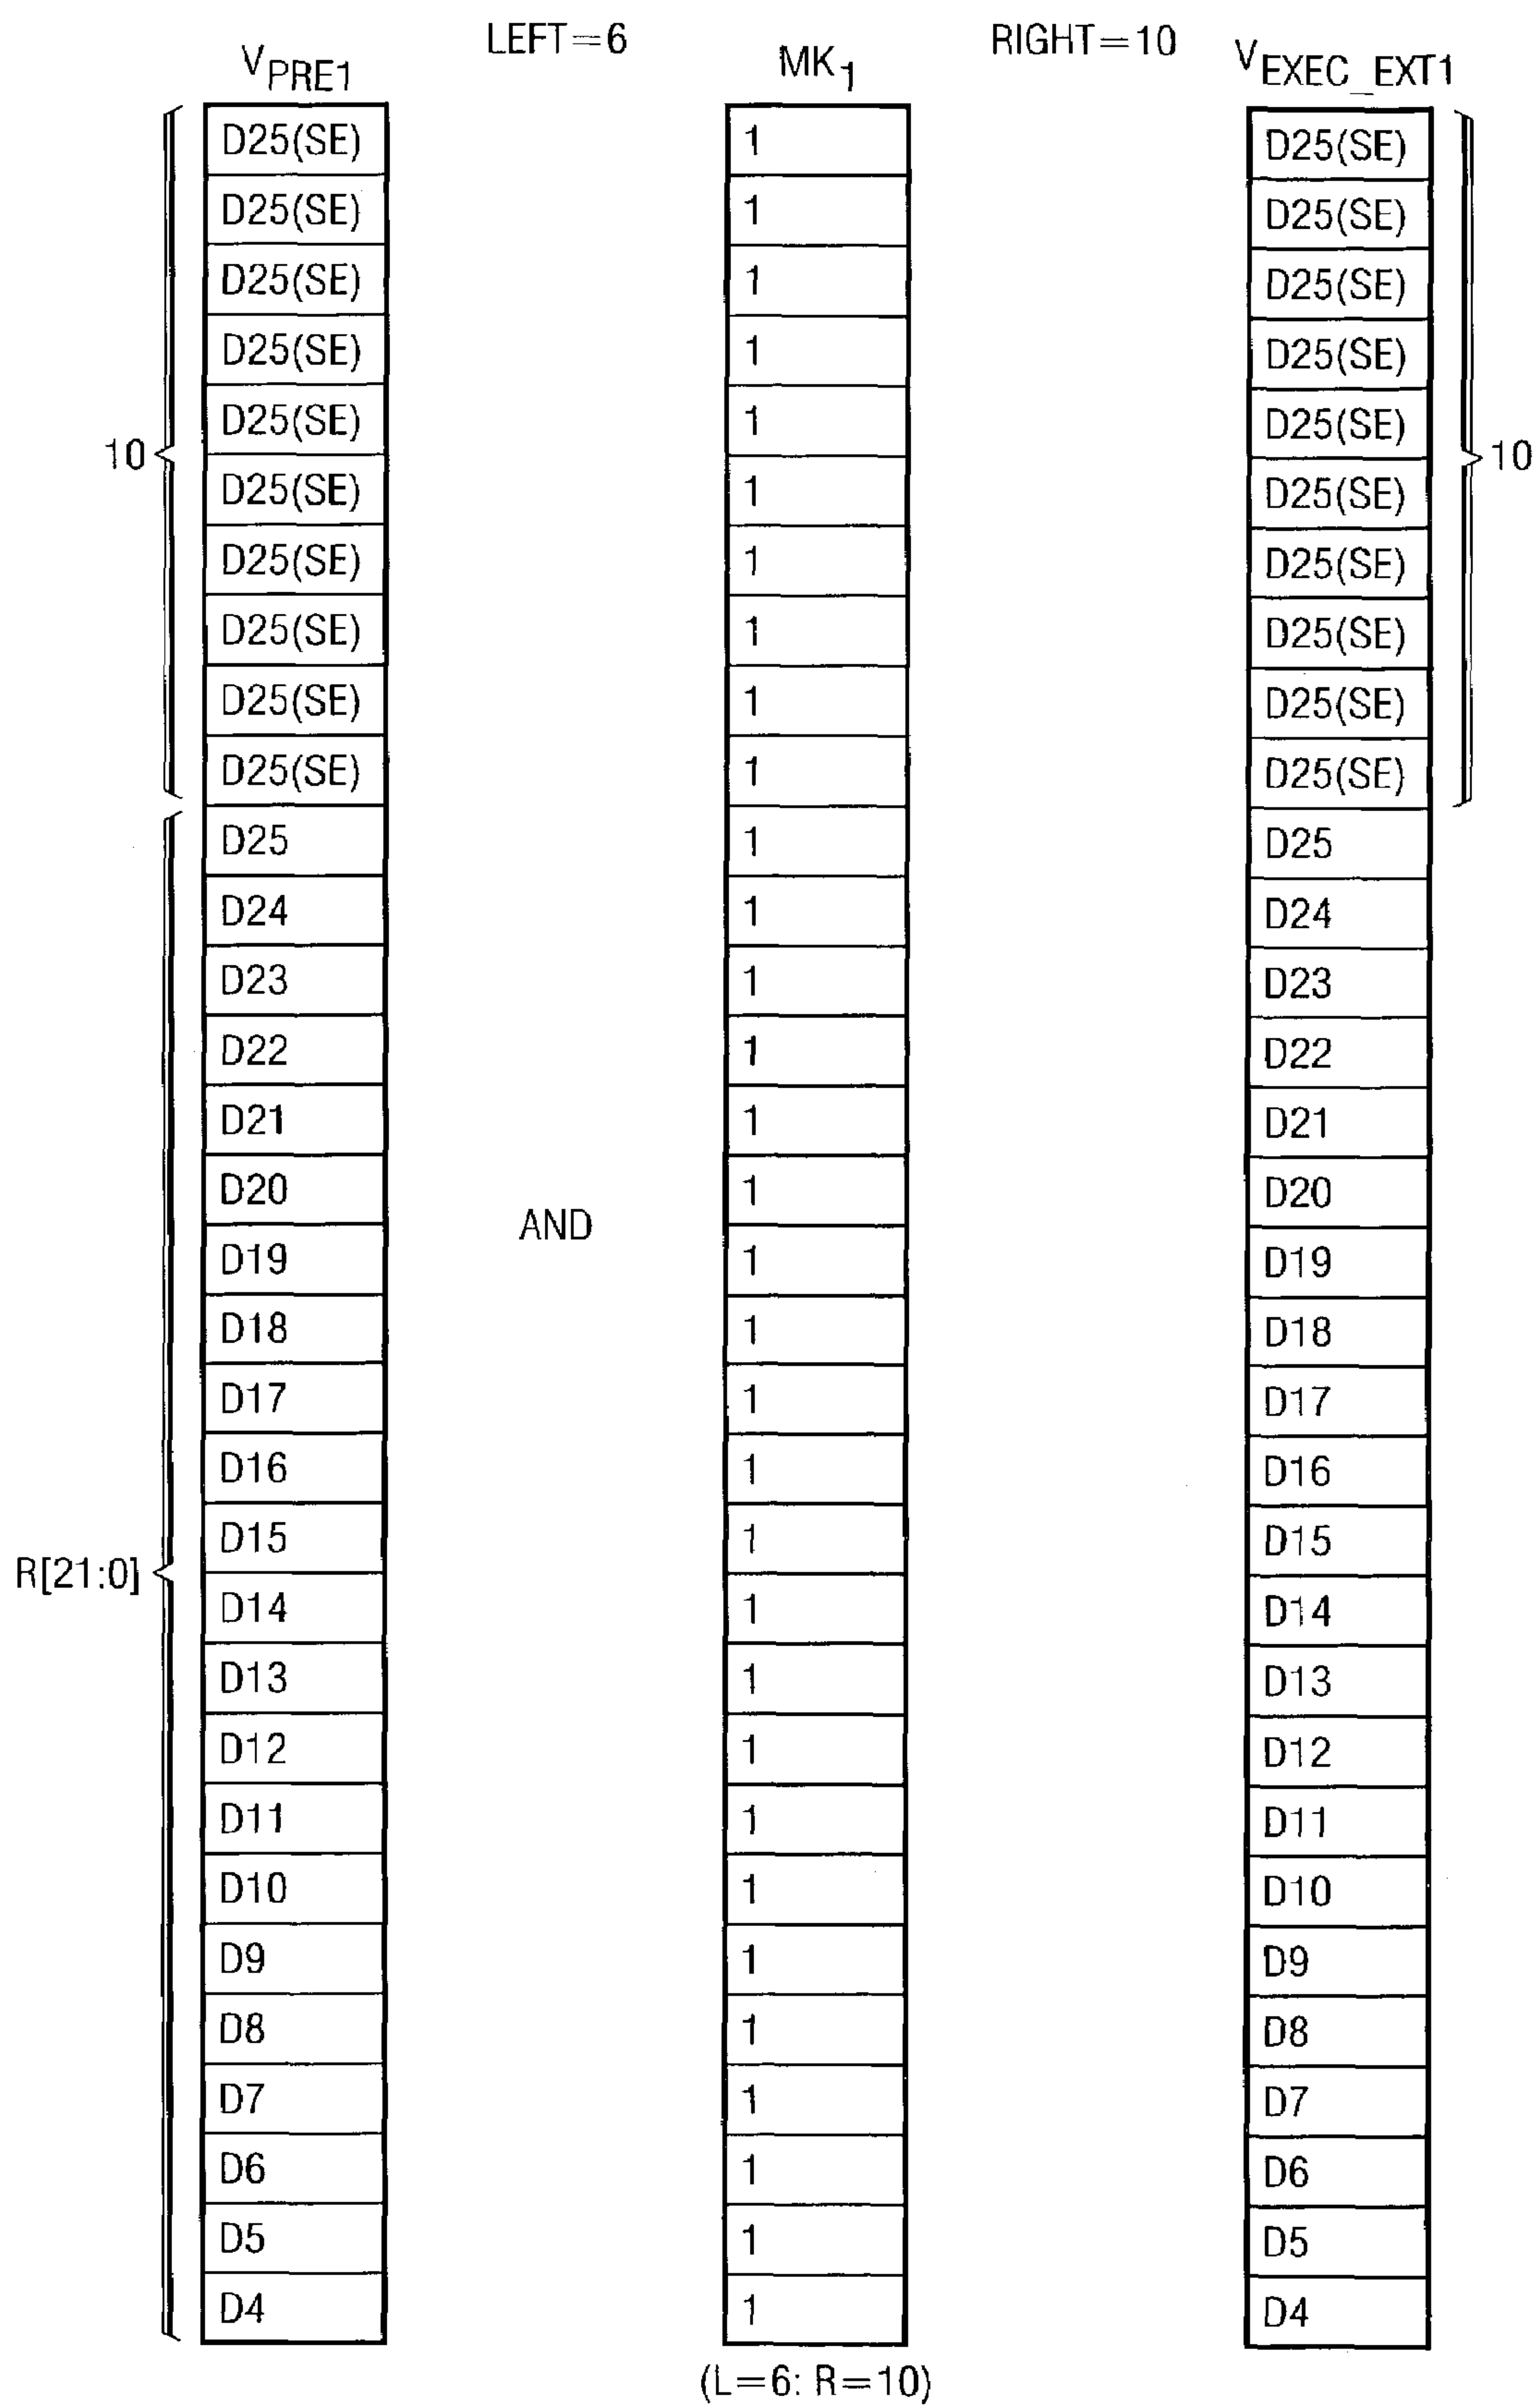 LEFT=6 RIGHT=10
VPRE1 MK1 VEXEC_EXT1
D25(SE) 1 D25(SE)
D25(SE) 1 D25(SE)
D25(SE) 1 D25(SE)
D25(SE) 1 D25(SE)
D25(SE) 1 D25(SE)
10 10
D25(SE) 1 D25(SE)
D25(SE) 1 D25(SE)
D25(SE) 1 D25(SE)
D25(SE) 1 D25(SE)
D25(SE) 1 D25(SE)
D25 1 D25
D24 1 D24
D23 1 D23
D22 1 D22
D21 1 D21
D20 1 D20
AND
D19 1 D19
D18 1 D18
D17 1 D17
D16 1 D16
D15 1 D15
R[21:0]
D14 1 D14
D13 1 D13
D12 1 D12
D11 1 D11
D10 1 D10
D9 1 D9
D8 1 D8
D7 1 D7
D6 1 D6
D5 1 D5
D4 1 D4
(L=6: R=10)